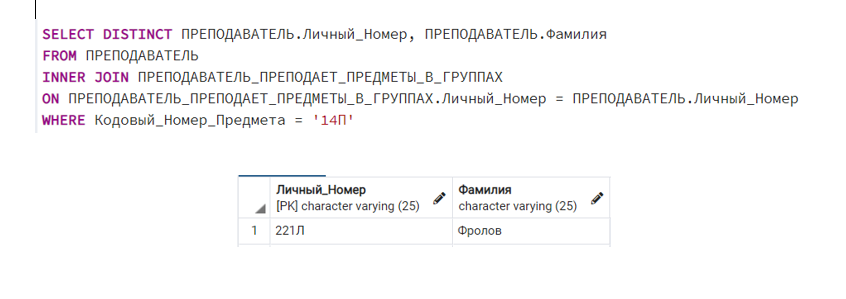 SELECT DISTINCT ПРЕПОДАВАТЕЛЬ.Личный_Номер, ПРЕПОДАВАТЕЛЬ.Фамилия
FROM ПРЕПОДАВАТЕЛЬ
INNER JOIN ПРЕПОДАВАТЕЛЬ_ПРЕПОДАЕТ_ПРЕДМЕТЫ_В_ГРУППАХ
ON ПРЕПОДАВАТЕЛЬ_ПРЕПОДАЕТ_ПРЕДМЕТЫ_В_ГРУППАХ.Личный_Номер = ПРЕПОДАВАТЕЛЬ.Личный_Номер
WHERE Кодовый_Номер_Предмета = '14П'
Личный_Номер Фамилия
[PK] character varying (25) character varying (25)
1 221Л Фролов